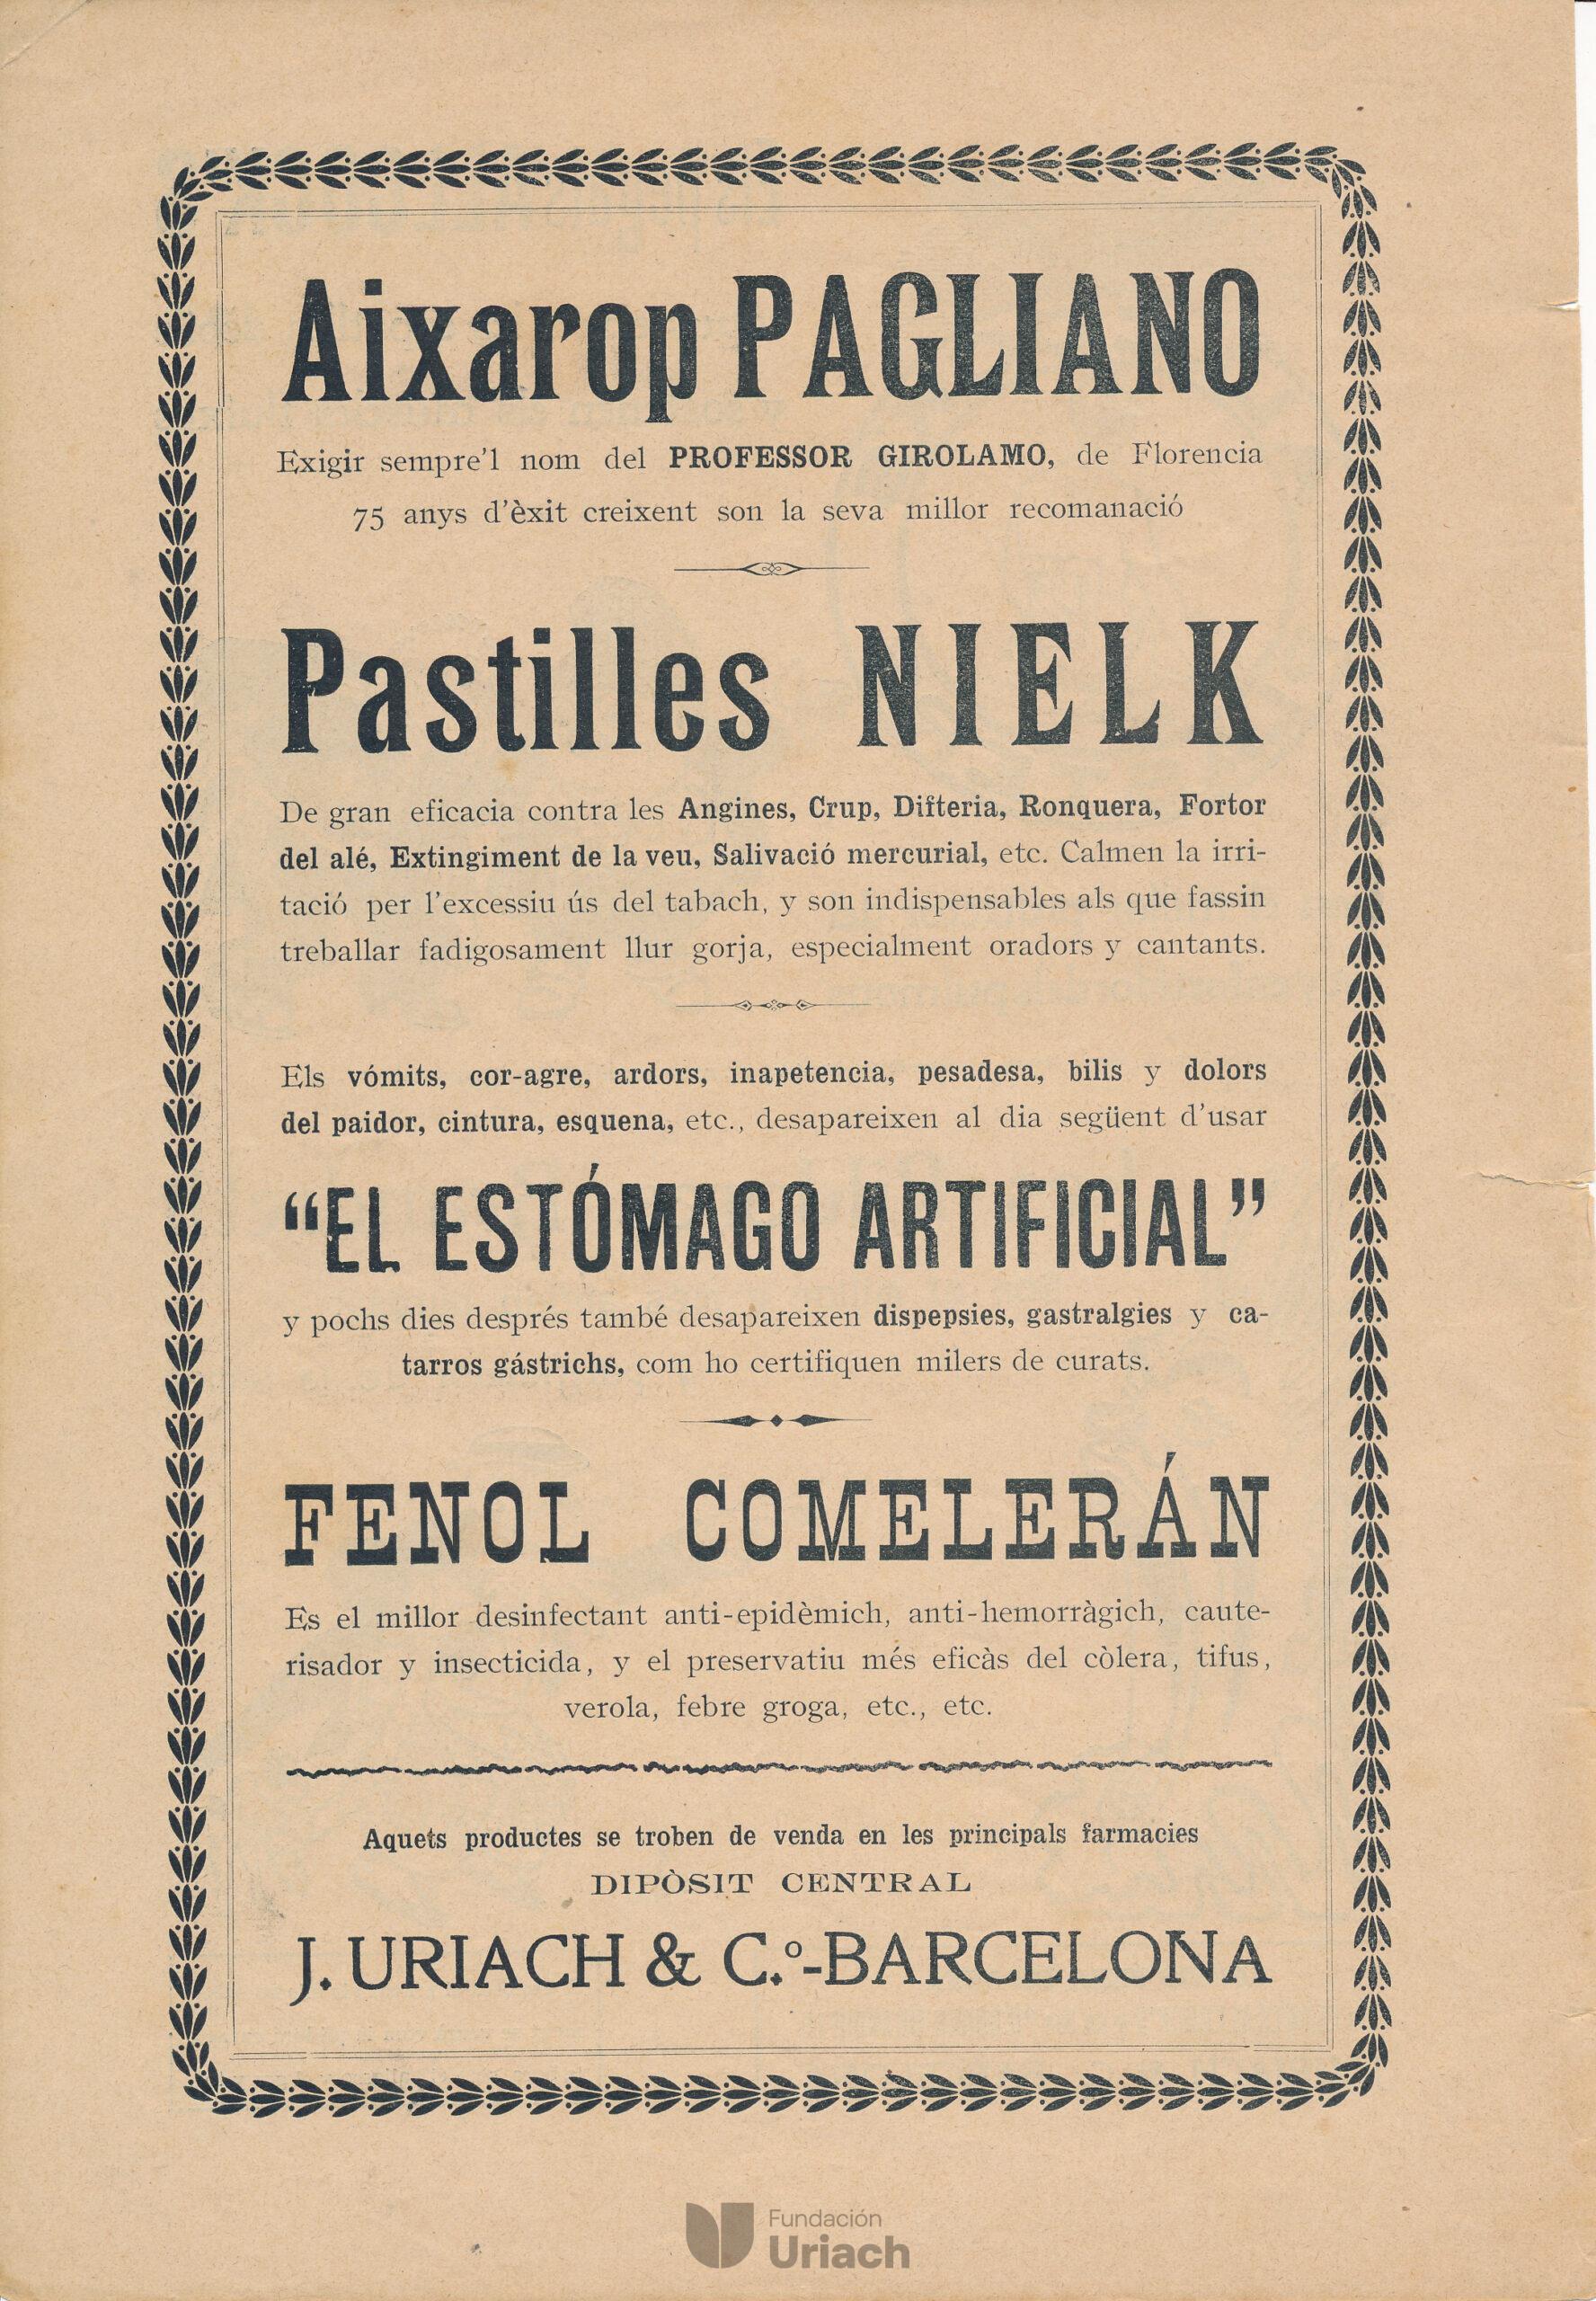 Aixarop PAGLIANO
Exigir sempre'l nom del PROFESSOR GIROLAMO, de Florencia
75 anys d'èxit creixent son la seva millor recomanació
Pastilles NIELK
De gran eficacia contra les Angines, Crup, Difteria, Ronquera, Fortor
del alé, Extingiment de la veu, Salivació mercurial, etc. Calmen la irri-
tació per l'excessiu ús del tabach, y son indispensables als que fassin
treballar fadigosament llur gorja, especialment oradors y cantants.
Els vómits, cor-agre, ardors, inapetencia, pesadesa, bilis y dolors
del paidor, cintura, esquena, etc., desapareixen al dia següent d'usar
“EL ESTÓMAGO ARTIFICIAL”
y pochs dies després també desapareixen dispepsies, gastralgies y ca-
tarros gástrichs, com ho certifiquen milers de curats.
FENOL COMELERÁN
Es el millor desinfectant anti-epidèmich, anti-hemorràgich, caute-
risador y insecticida, y el preservatiu més eficàs del còlera, tifus,
verola, febre groga, etc., etc.
Aquets productes se troben de venda en les principals farmacies
DIPÒSIT CENTRAL
J. URIACH & C.º-BARCELONA
Fundación
Uriach